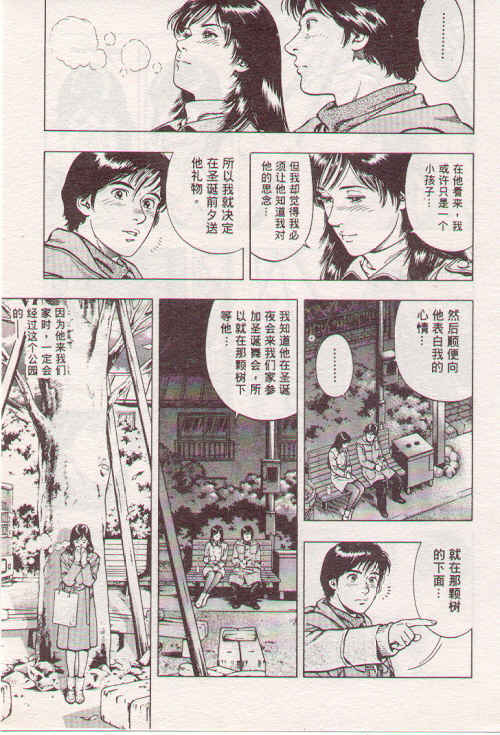 ………
在他看来，我
或许只是一个
小孩子…
但我却觉得我必
须让他知道我对
他的思念…
所以我就决定
在圣诞前夕送
他礼物。
然后顺便向
他表白我的
心情…
………
就在那颗树
的下面…
我知道他在圣诞
夜会来我们家参
加圣诞舞会，所
以就在那颗树下
等他…
因为他来我们
家时，一定会
经过这个公园
的